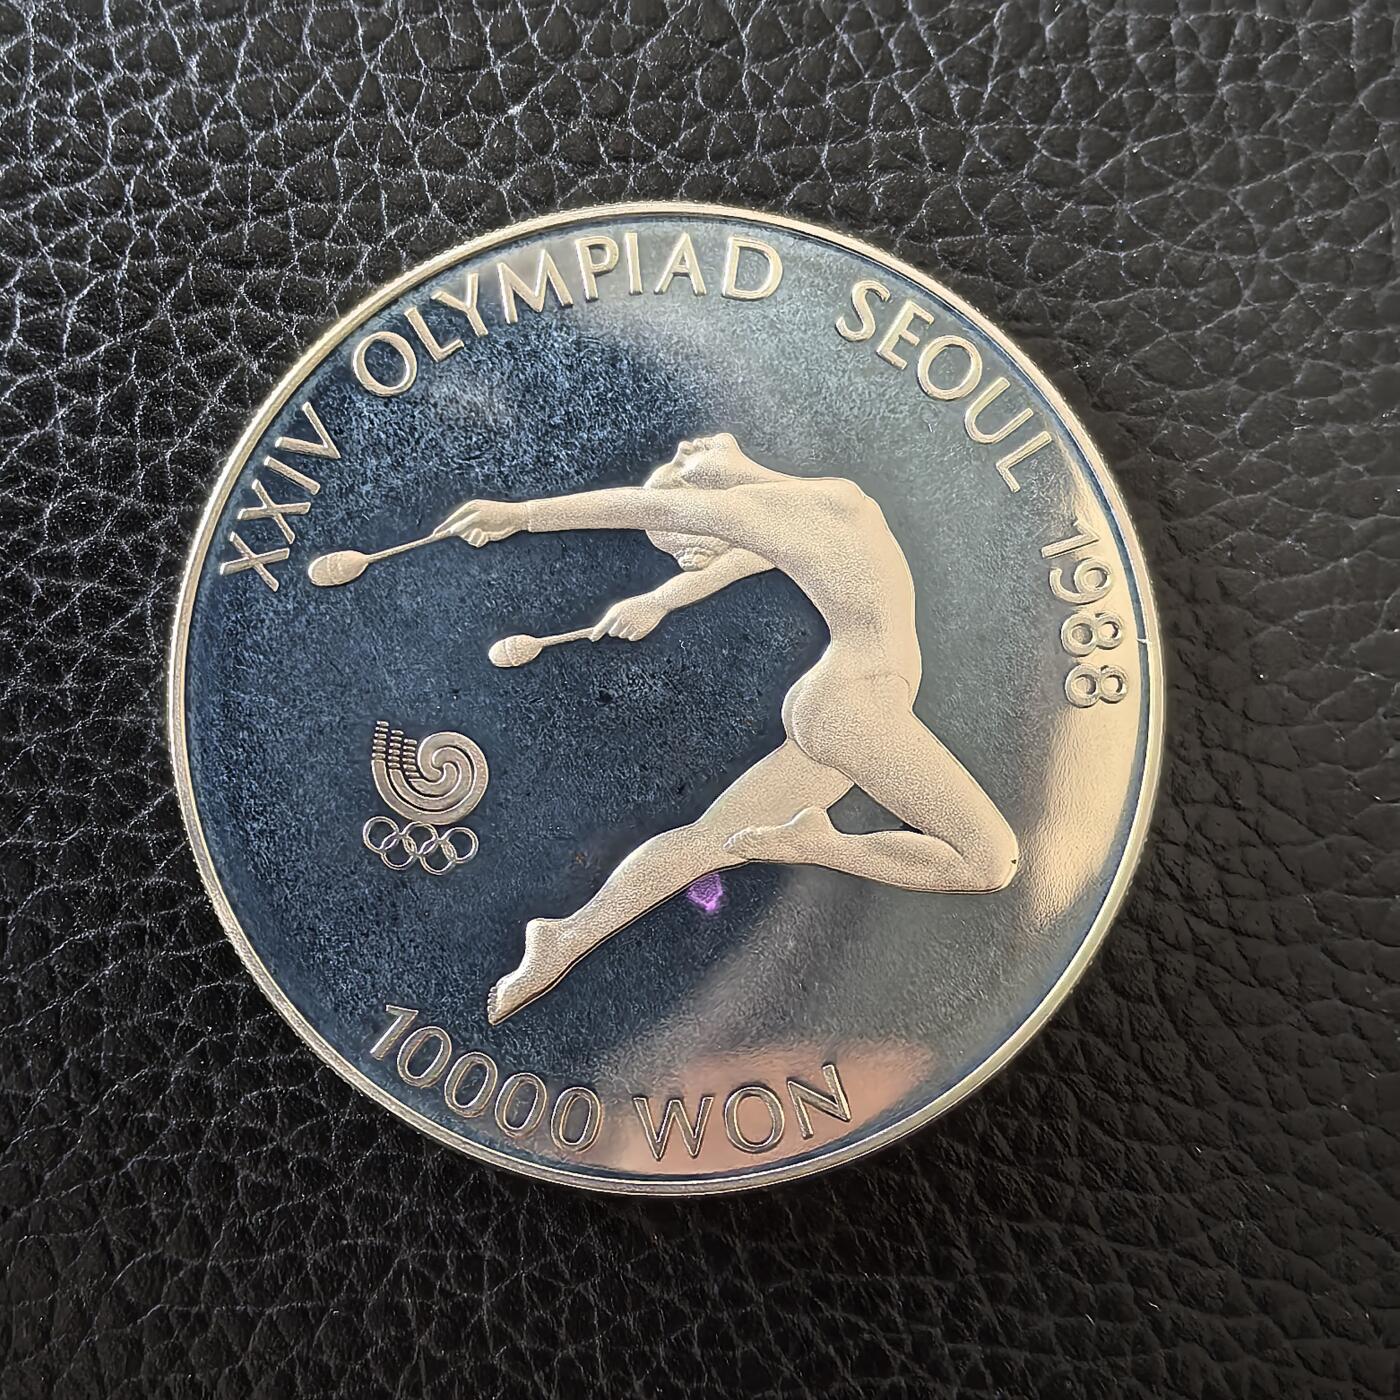 XXIV OLYMPIAD SEOUL 1988
10000 WON